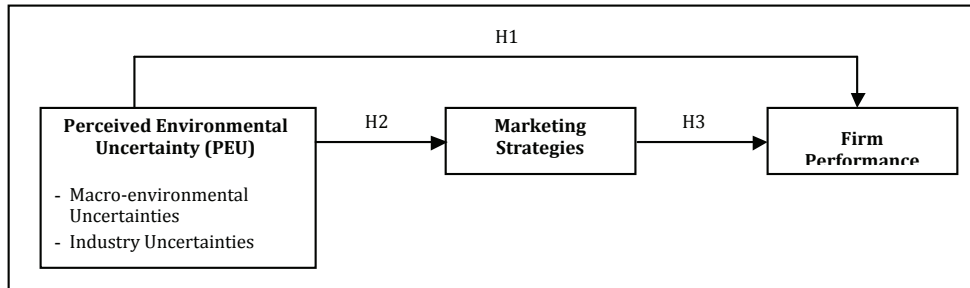 H1
Perceived Environmental
Uncertainty (PEU)
- Macro-environmental
Uncertainties
- Industry Uncertainties
H2
Marketing
Strategies
H3
Firm
Performance